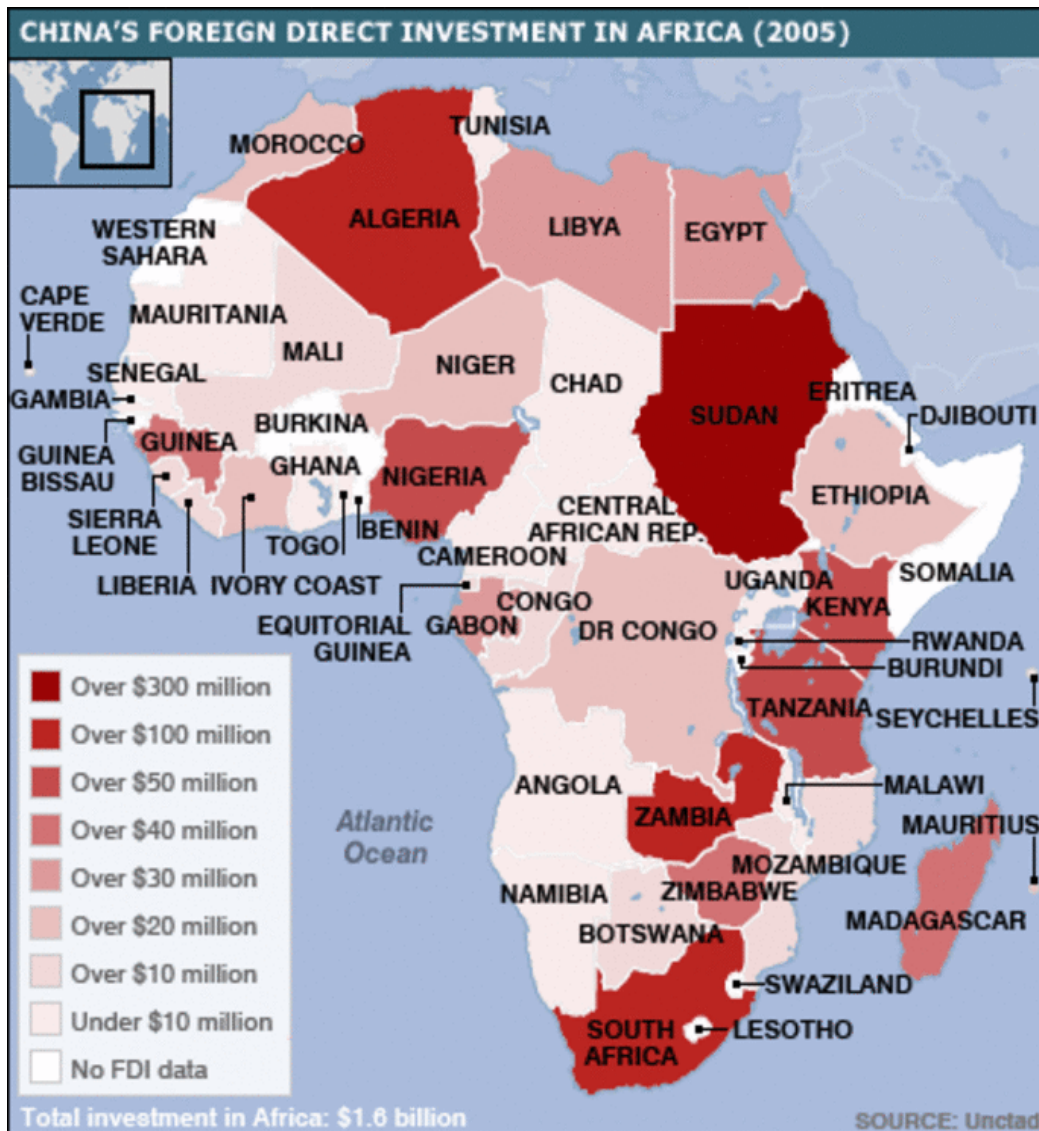 CHINA'S FOREIGN DIRECT INVESTMENT IN AFRICA (2005)
TUNISIA
MOROCCO
ALGERIA
LIBYA
EGYPT
WESTERN
SAHARA
CAPE
VERDE
MAURITANIA
MALI
NIGER
CHAD
SUDAN
ERITREA
DJIBOUTI
SENEGAL
GAMBIA
GUINEA
BISSAU
GUINEA
BURKINA
GHANA
NIGERIA
ETHIOPIA
SIERRA
LEONE
LIBERIA
IVORY COAST
TOGO
BENIN
CENTRAL
AFRICAN REP.
CAMEROON
UGANDA
KENYA
SOMALIA
EQUITORIAL
GUINEA
GABON
CONGO
DR CONGO
RWANDA
BURUNDI
TANZANIA
SEYCHELLES
ANGOLA
ZAMBIA
MALAWI
MAURITIUS
MOZAMBIQUE
ZIMBABWE
NAMIBIA
BOTSWANA
MADAGASCAR
SWAZILAND
SOUTH
AFRICA
LESOTHO
Atlantic
Ocean
Over $300 million
Over $100 million
Over $50 million
Over $40 million
Over $30 million
Over $20 million
Over $10 million
Under $10 million
No FDI data
Total investment in Africa: $1.6 billion
SOURCE: Unctad